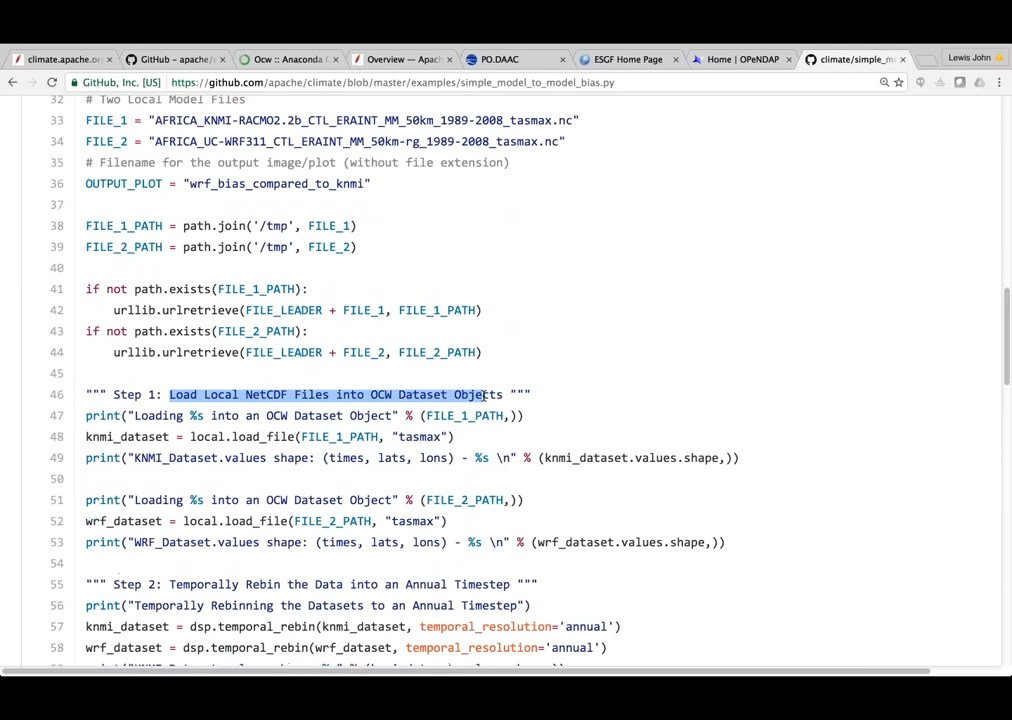 climate.apache.or
GitHub - apache/c
Ocw :: Anaconda C
Overview — Apach
PO.DAAC
ESGF Home Page
Home | OPeNDAP
climate/simple_m
Lewis John
GitHub, Inc. [US] https://github.com/apache/climate/blob/master/examples/simple_model_to_model_bias.py
32 # Two Local Model Files
33 FILE_1 = "AFRICA_KNMI-RACMO2.2b_CTL_ERAINT_MM_50km_1989-2008_tasmax.nc"
34 FILE_2 = "AFRICA_UC-WRF311_CTL_ERAINT_MM_50km-rg_1989-2008_tasmax.nc"
35 # Filename for the output image/plot (without file extension)
36 OUTPUT_PLOT = "wrf_bias_compared_to_knmi"
37
38 FILE_1_PATH = path.join('/tmp', FILE_1)
39 FILE_2_PATH = path.join('/tmp', FILE_2)
40
41 if not path.exists(FILE_1_PATH):
42 urllib.urlretrieve(FILE_LEADER + FILE_1, FILE_1_PATH)
43 if not path.exists(FILE_2_PATH):
44 urllib.urlretrieve(FILE_LEADER + FILE_2, FILE_2_PATH)
45
46 """ Step 1: Load Local NetCDF Files into OCW Dataset Objects """
47 print("Loading %s into an OCW Dataset Object" % (FILE_1_PATH,))
48 knmi_dataset = local.load_file(FILE_1_PATH, "tasmax")
49 print("KNMI_Dataset.values shape: (times, lats, lons) - %s \n" % (knmi_dataset.values.shape,))
50
51 print("Loading %s into an OCW Dataset Object" % (FILE_2_PATH,))
52 wrf_dataset = local.load_file(FILE_2_PATH, "tasmax")
53 print("WRF_Dataset.values shape: (times, lats, lons) - %s \n" % (wrf_dataset.values.shape,))
54
55 """ Step 2: Temporally Rebin the Data into an Annual Timestep """
56 print("Temporally Rebinning the Datasets to an Annual Timestep")
57 knmi_dataset = dsp.temporal_rebin(knmi_dataset, temporal_resolution='annual')
58 wrf_dataset = dsp.temporal_rebin(wrf_dataset, temporal_resolution='annual')